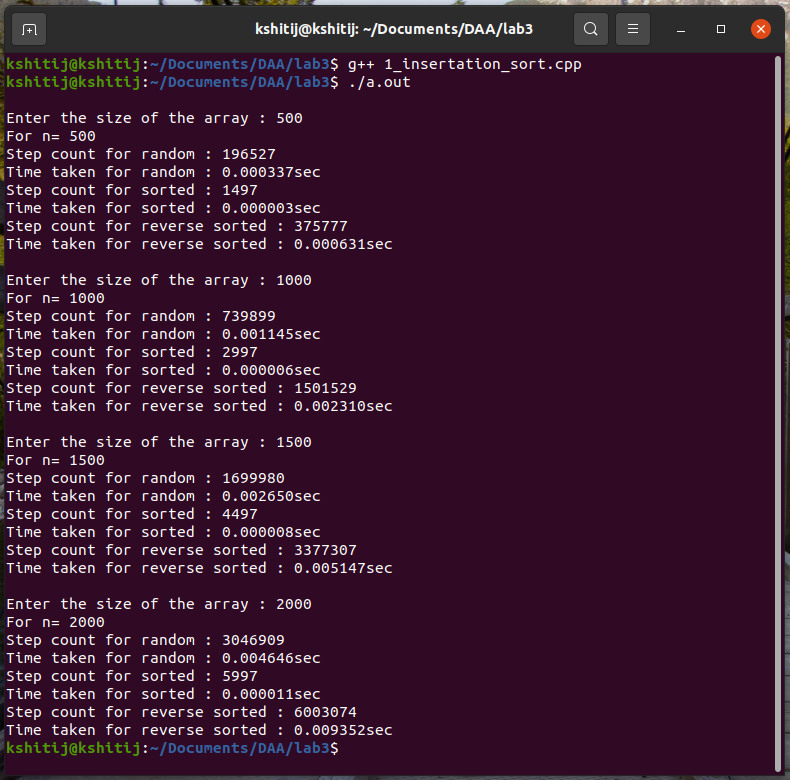 kshitij@kshitij: ~/Documents/DAA/lab3
kshitij@kshitij:~/Documents/DAA/lab3$ g++ 1_insertation_sort.cpp
kshitij@kshitij:~/Documents/DAA/lab3$ ./a.out
Enter the size of the array : 500
For n= 500
Step count for random : 196527
Time taken for random : 0.000337sec
Step count for sorted : 1497
Time taken for sorted : 0.000003sec
Step count for reverse sorted : 375777
Time taken for reverse sorted : 0.000631sec
Enter the size of the array : 1000
For n= 1000
Step count for random : 739899
Time taken for random : 0.001145sec
Step count for sorted : 2997
Time taken for sorted : 0.000006sec
Step count for reverse sorted : 1501529
Time taken for reverse sorted : 0.002310sec
Enter the size of the array : 1500
For n= 1500
Step count for random : 1699980
Time taken for random : 0.002650sec
Step count for sorted : 4497
Time taken for sorted : 0.000008sec
Step count for reverse sorted : 3377307
Time taken for reverse sorted : 0.005147sec
Enter the size of the array : 2000
For n= 2000
Step count for random : 3046909
Time taken for random : 0.004646sec
Step count for sorted : 5997
Time taken for sorted : 0.000011sec
Step count for reverse sorted : 6003074
Time taken for reverse sorted : 0.009352sec
kshitij@kshitij:~/Documents/DAA/lab3$